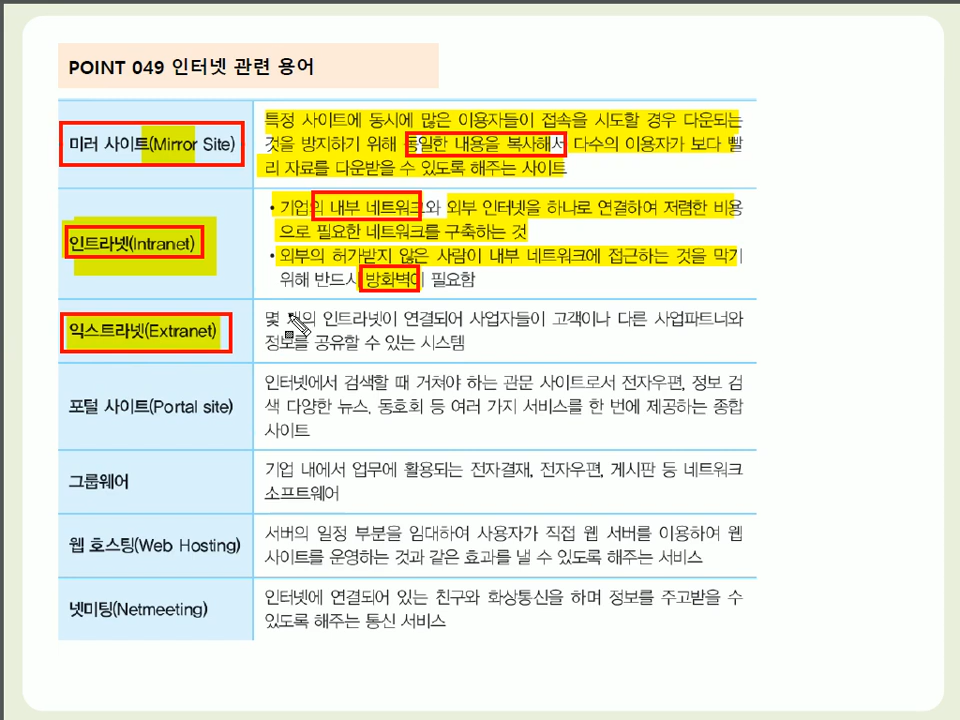 POINT 049 인터넷 관련 용어
미러 사이트(Mirror Site)
특정 사이트에 동시에 많은 이용자들이 접속을 시도할 경우 다운되는
것을 방지하기 위해 동일한 내용을 복사해서 다수의 이용자가 보다 빨
리 자료를 다운받을 수 있도록 해주는 사이트
인트라넷(Intranet)
• 기업의 내부 네트워크와 외부 인터넷을 하나로 연결하여 저렴한 비용
으로 필요한 네트워크를 구축하는 것
• 외부의 허가받지 않은 사람이 내부 네트워크에 접근하는 것을 막기
위해 반드시 방화벽이 필요함
익스트라넷(Extranet)
몇 개의 인트라넷이 연결되어 사업자들이 고객이나 다른 사업파트너와
정보를 공유할 수 있는 시스템
포털 사이트(Portal site)
인터넷에서 검색할 때 거쳐야 하는 관문 사이트로서 전자우편, 정보 검
색 다양한 뉴스, 동호회 등 여러 가지 서비스를 한 번에 제공하는 종합
사이트
그룹웨어
기업 내에서 업무에 활용되는 전자결재, 전자우편, 게시판 등 네트워크
소프트웨어
웹 호스팅(Web Hosting)
서버의 일정 부분을 임대하여 사용자가 직접 웹 서버를 이용하여 웹
사이트를 운영하는 것과 같은 효과를 낼 수 있도록 해주는 서비스
넷미팅(Netmeeting)
인터넷에 연결되어 있는 친구와 화상통신을 하며 정보를 주고받을 수
있도록 해주는 통신 서비스